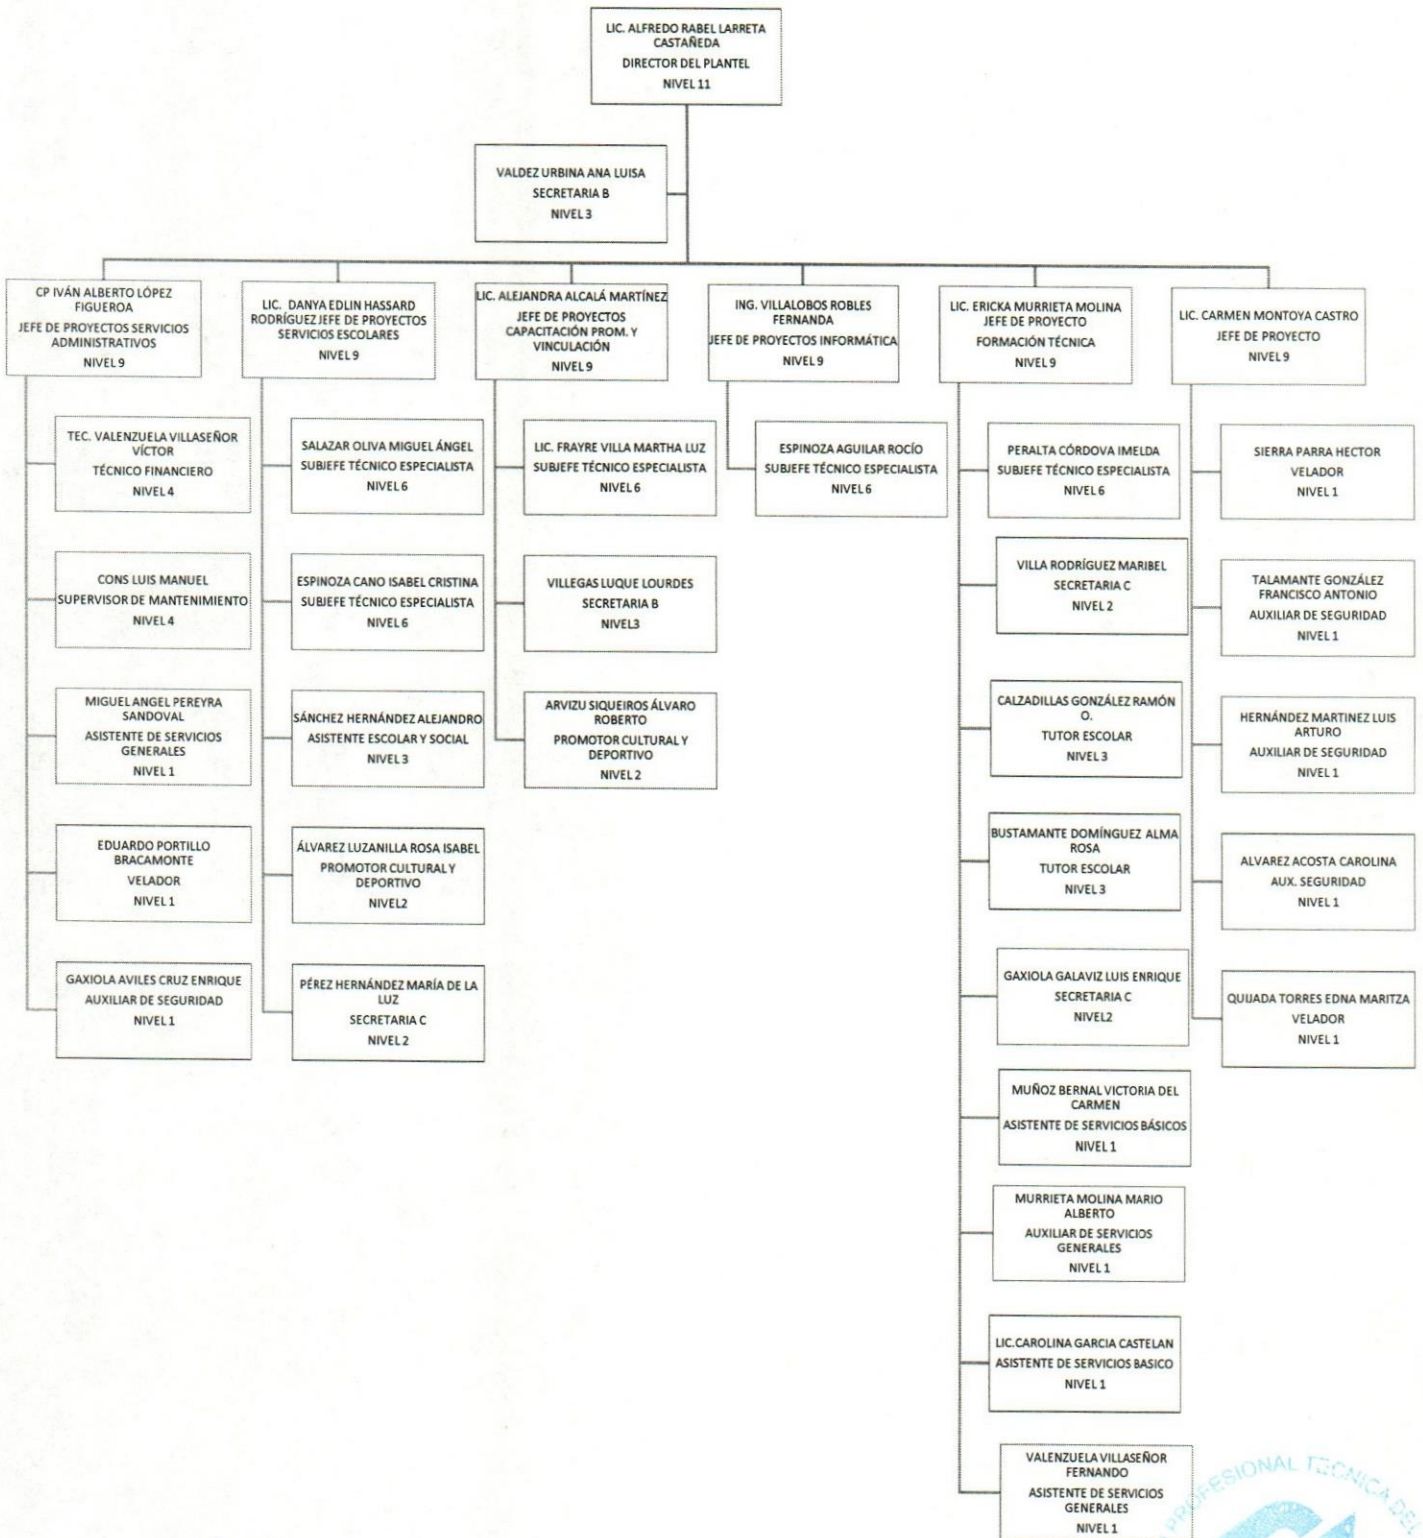 LIC. ALFREDO RABEL LARRETA
CASTAÑEDA
DIRECTOR DEL PLANTEL
NIVEL 11
VALDEZ URBINA ANA LUISA
SECRETARIA B
NIVEL 3
CP IVÁN ALBERTO LÓPEZ
FIGUEROA
JEFE DE PROYECTOS SERVICIOS
ADMINISTRATIVOS
NIVEL 9
LIC. DANYA EDLIN HASSARD
RODRÍGUEZ JEFE DE PROYECTOS
SERVICIOS ESCOLARES
NIVEL 9
LIC. ALEJANDRA ALCALÁ MARTÍNEZ
JEFE DE PROYECTOS
CAPACITACIÓN PROM. Y
VINCULACIÓN
NIVEL 9
ING. VILLALOBOS ROBLES
FERNANDA
JEFE DE PROYECTOS INFORMÁTICA
NIVEL 9
LIC. ERICKA MURRIETA MOLINA
JEFE DE PROYECTO
FORMACIÓN TÉCNICA
NIVEL 9
LIC. CARMEN MONTOYA CASTRO
JEFE DE PROYECTO
NIVEL 9
TEC. VALENZUELA VILLASEÑOR
VÍCTOR
TÉCNICO FINANCIERO
NIVEL 4
CONS LUIS MANUEL
SUPERVISOR DE MANTENIMIENTO
NIVEL 4
MIGUEL ANGEL PEREYRA
SANDOVAL
ASISTENTE DE SERVICIOS
GENERALES
NIVEL 1
EDUARDO PORTILLO
BRACAMONTE
VELADOR
NIVEL 1
GAXIOLA AVILES CRUZ ENRIQUE
AUXILIAR DE SEGURIDAD
NIVEL 1
SALAZAR OLIVA MIGUEL ÁNGEL
SUBJEFE TÉCNICO ESPECIALISTA
NIVEL 6
ESPINOZA CANO ISABEL CRISTINA
SUBJEFE TÉCNICO ESPECIALISTA
NIVEL 6
SÁNCHEZ HERNÁNDEZ ALEJANDRO
ASISTENTE ESCOLAR Y SOCIAL
NIVEL 3
ÁLVAREZ LUZANILLA ROSA ISABEL
PROMOTOR CULTURAL Y
DEPORTIVO
NIVEL2
PÉREZ HERNÁNDEZ MARÍA DE LA
LUZ
SECRETARIA C
NIVEL 2
LIC. FRAYRE VILLA MARTHA LUZ
SUBJEFE TÉCNICO ESPECIALISTA
NIVEL 6
VILLEGAS LUQUE LOURDES
SECRETARIA B
NIVEL3
ARVIZU SIQUEIROS ÁLVARO
ROBERTO
PROMOTOR CULTURAL Y
DEPORTIVO
NIVEL 2
ESPINOZA AGUILAR ROCÍO
SUBJEFE TÉCNICO ESPECIALISTA
NIVEL 6
PERALTA CÓRDOVA IMELDA
SUBJEFE TÉCNICO ESPECIALISTA
NIVEL 6
VILLA RODRÍGUEZ MARIBEL
SECRETARIA C
NIVEL 2
CALZADILLAS GONZÁLEZ RAMÓN
O.
TUTOR ESCOLAR
NIVEL 3
BUSTAMANTE DOMÍNGUEZ ALMA
ROSA
TUTOR ESCOLAR
NIVEL 3
GAXIOLA GALAVIZ LUIS ENRIQUE
SECRETARIA C
NIVEL2
MUÑOZ BERNAL VICTORIA DEL
CARMEN
ASISTENTE DE SERVICIOS BÁSICOS
NIVEL 1
MURRIETA MOLINA MARIO
ALBERTO
AUXILIAR DE SERVICIOS
GENERALES
NIVEL 1
LIC.CAROLINA GARCIA CASTELAN
ASISTENTE DE SERVICIOS BASICO
NIVEL 1
VALENZUELA VILLASEÑOR
FERNANDO
ASISTENTE DE SERVICIOS
GENERALES
NIVEL 1
SIERRA PARRA HECTOR
VELADOR
NIVEL 1
TALAMANTE GONZÁLEZ
FRANCISCO ANTONIO
AUXILIAR DE SEGURIDAD
NIVEL 1
HERNÁNDEZ MARTINEZ LUIS
ARTURO
AUXILIAR DE SEGURIDAD
NIVEL 1
ALVAREZ ACOSTA CAROLINA
AUX. SEGURIDAD
NIVEL 1
QUIJADA TORRES EDNA MARITZA
VELADOR
NIVEL 1
PROFESIONAL TECNICA DEL